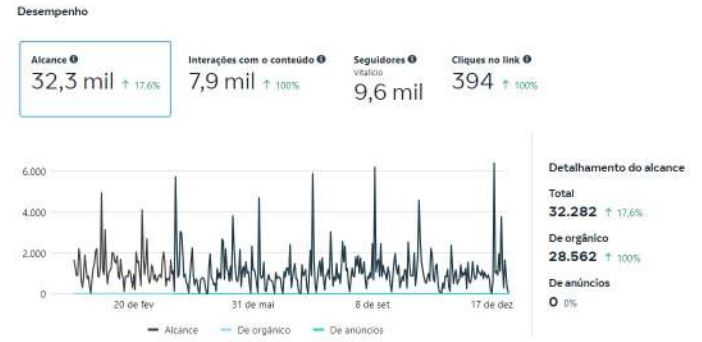 Desempenho
Alcance
32,3 mil ↑ 17,6%
Interações com o conteúdo
7,9 mil ↑ 100%
Seguidores
Vitalício
9,6 mil
Cliques no link
394 ↑ 100%
6.000
4.000
2.000
0
20 de fev 31 de mai 8 de set 17 de dez
Alcance De orgânico De anúncios
Detalhamento do alcance
Total
32.282 ↑ 17,6%
De orgânico
28.562 ↑ 100%
De anúncios
0 0%